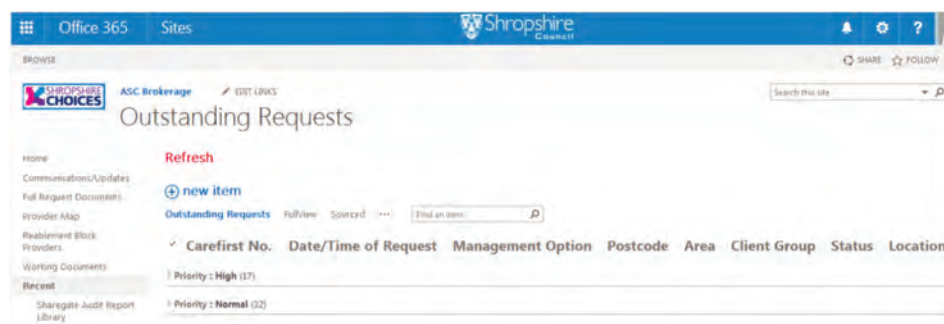 Office 365 Sites Shropshire Council ?
BROWSE SHARE FOLLOW
SHROPSHIRE CHOICES ASC Brokerage EDIT LINKS Search this site
Outstanding Requests
Home
Communications/Updates
Full Request Documents
Provider Map
Reablement Block
Providers
Working Documents
Recent
Sharegate Audit Report
Library
Refresh
new item
Outstanding Requests FullView Sourced ... Find an item
Carefirst No. Date/Time of Request Management Option Postcode Area Client Group Status Location
Priority : High (17)
Priority : Normal (32)